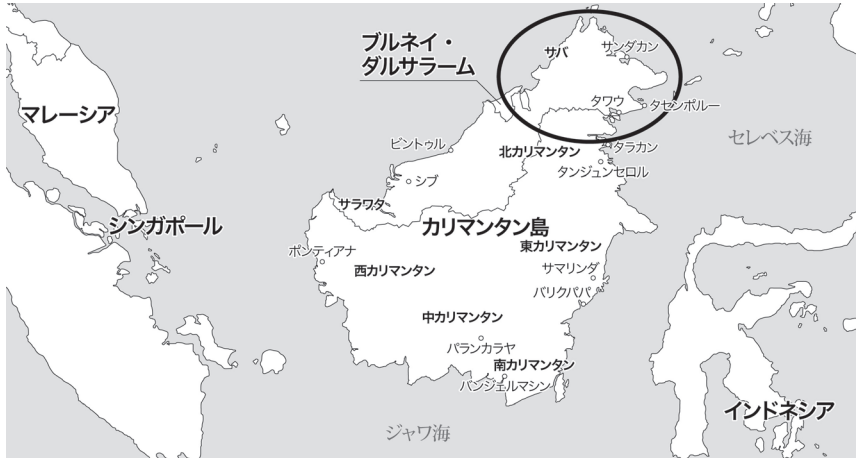 ブルネイ・
ダルサラーム
サバ
サンダカン
マレーシア
タワウ
タセンポルー
セレベス海
ビントゥル
北カリマンタン
タラカン
シブ
タンジュンセロル
サラワタ
シンガポール
カリマンタン島
東カリマンタン
ポンティアナ
西カリマンタン
サマリンダ
バリクパパ
中カリマンタン
パランカラヤ
南カリマンタン
バンジェルマシン
インドネシア
ジャワ海